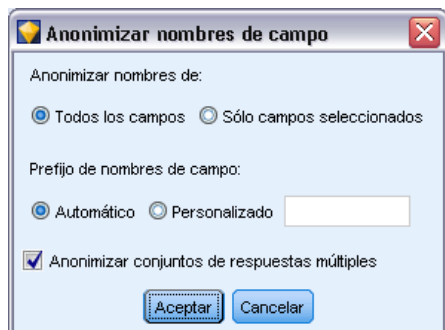 Anonimizar nombres de campo
Anonimizar nombres de:
Todos los campos Sólo campos seleccionados
Prefijo de nombres de campo:
Automático Personalizado
Anonimizar conjuntos de respuestas múltiples
Aceptar Cancelar